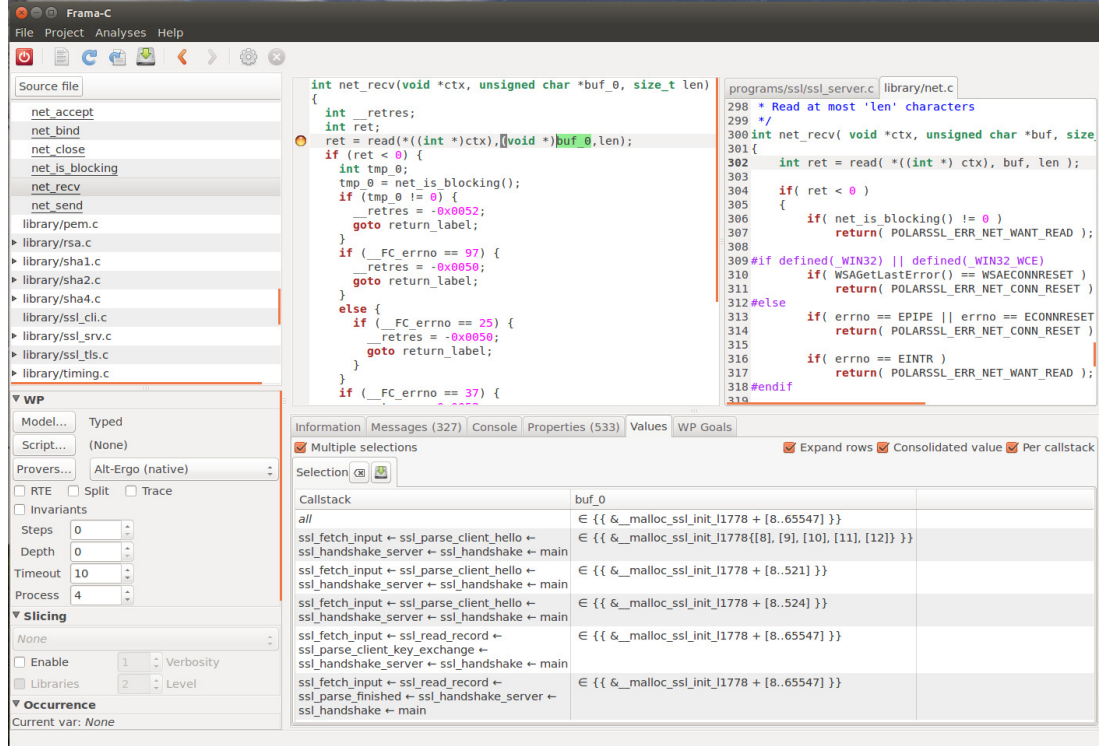 Frama-C
File Project Analyses Help
Source file
net_accept
net_bind
net_close
net_is_blocking
net_recv
net_send
library/pem.c
library/rsa.c
library/sha1.c
library/sha2.c
library/sha4.c
library/ssl_cli.c
library/ssl_srv.c
library/ssl_tls.c
library/timing.c
int net_recv(void *ctx, unsigned char *buf_0, size_t len)
{
int __retres;
int ret;
ret = read(*((int *)ctx),(void *)buf_0,len);
if (ret < 0) {
int tmp_0;
tmp_0 = net_is_blocking();
if (tmp_0 != 0) {
__retres = -0x0052;
goto return_label;
}
if (__FC_errno == 97) {
__retres = -0x0050;
goto return_label;
}
else {
if (__FC_errno == 25) {
__retres = -0x0050;
goto return_label;
}
}
if (__FC_errno == 37) {
programs/ssl/ssl_server.c library/net.c
298 * Read at most 'len' characters
299 */
300 int net_recv( void *ctx, unsigned char *buf, size_
301 {
302 int ret = read( *((int *) ctx), buf, len );
303
304 if( ret < 0 )
305 {
306 if( net_is_blocking() != 0 )
307 return( POLARSSL_ERR_NET_WANT_READ );
308
309 #if defined(_WIN32) || defined(_WIN32_WCE)
310 if( WSAGetLastError() == WSAECONNRESET )
311 return( POLARSSL_ERR_NET_CONN_RESET )
312 #else
313 if( errno == EPIPE || errno == ECONNRESET
314 return( POLARSSL_ERR_NET_CONN_RESET )
315
316 if( errno == EINTR )
317 return( POLARSSL_ERR_NET_WANT_READ );
318 #endif
319
WP
Model... Typed
Script... (None)
Provers... Alt-Ergo (native)
RTE Split Trace
Invariants
Steps 0
Depth 0
Timeout 10
Process 4
Slicing
None
Enable 1 Verbosity
Libraries 2 Level
Occurrence
Current var: None
Information Messages (327) Console Properties (533) Values WP Goals
Multiple selections Expand rows Consolidated value Per callstack
Selection
Callstack buf_0
all ∈ {{ &__malloc_ssl_init_l1778 + [8..65547] }}
ssl_fetch_input ← ssl_parse_client_hello ← ∈ {{ &__malloc_ssl_init_l1778{[8], [9], [10], [11], [12]} }}
ssl_handshake_server ← ssl_handshake ← main
ssl_fetch_input ← ssl_parse_client_hello ← ∈ {{ &__malloc_ssl_init_l1778 + [8..521] }}
ssl_handshake_server ← ssl_handshake ← main
ssl_fetch_input ← ssl_parse_client_hello ← ∈ {{ &__malloc_ssl_init_l1778 + [8..524] }}
ssl_handshake_server ← ssl_handshake ← main
ssl_fetch_input ← ssl_read_record ← ∈ {{ &__malloc_ssl_init_l1778 + [8..65547] }}
ssl_parse_client_key_exchange ←
ssl_handshake_server ← ssl_handshake ← main
ssl_fetch_input ← ssl_read_record ← ∈ {{ &__malloc_ssl_init_l1778 + [8..65547] }}
ssl_parse_finished ← ssl_handshake_server ←
ssl_handshake ← main